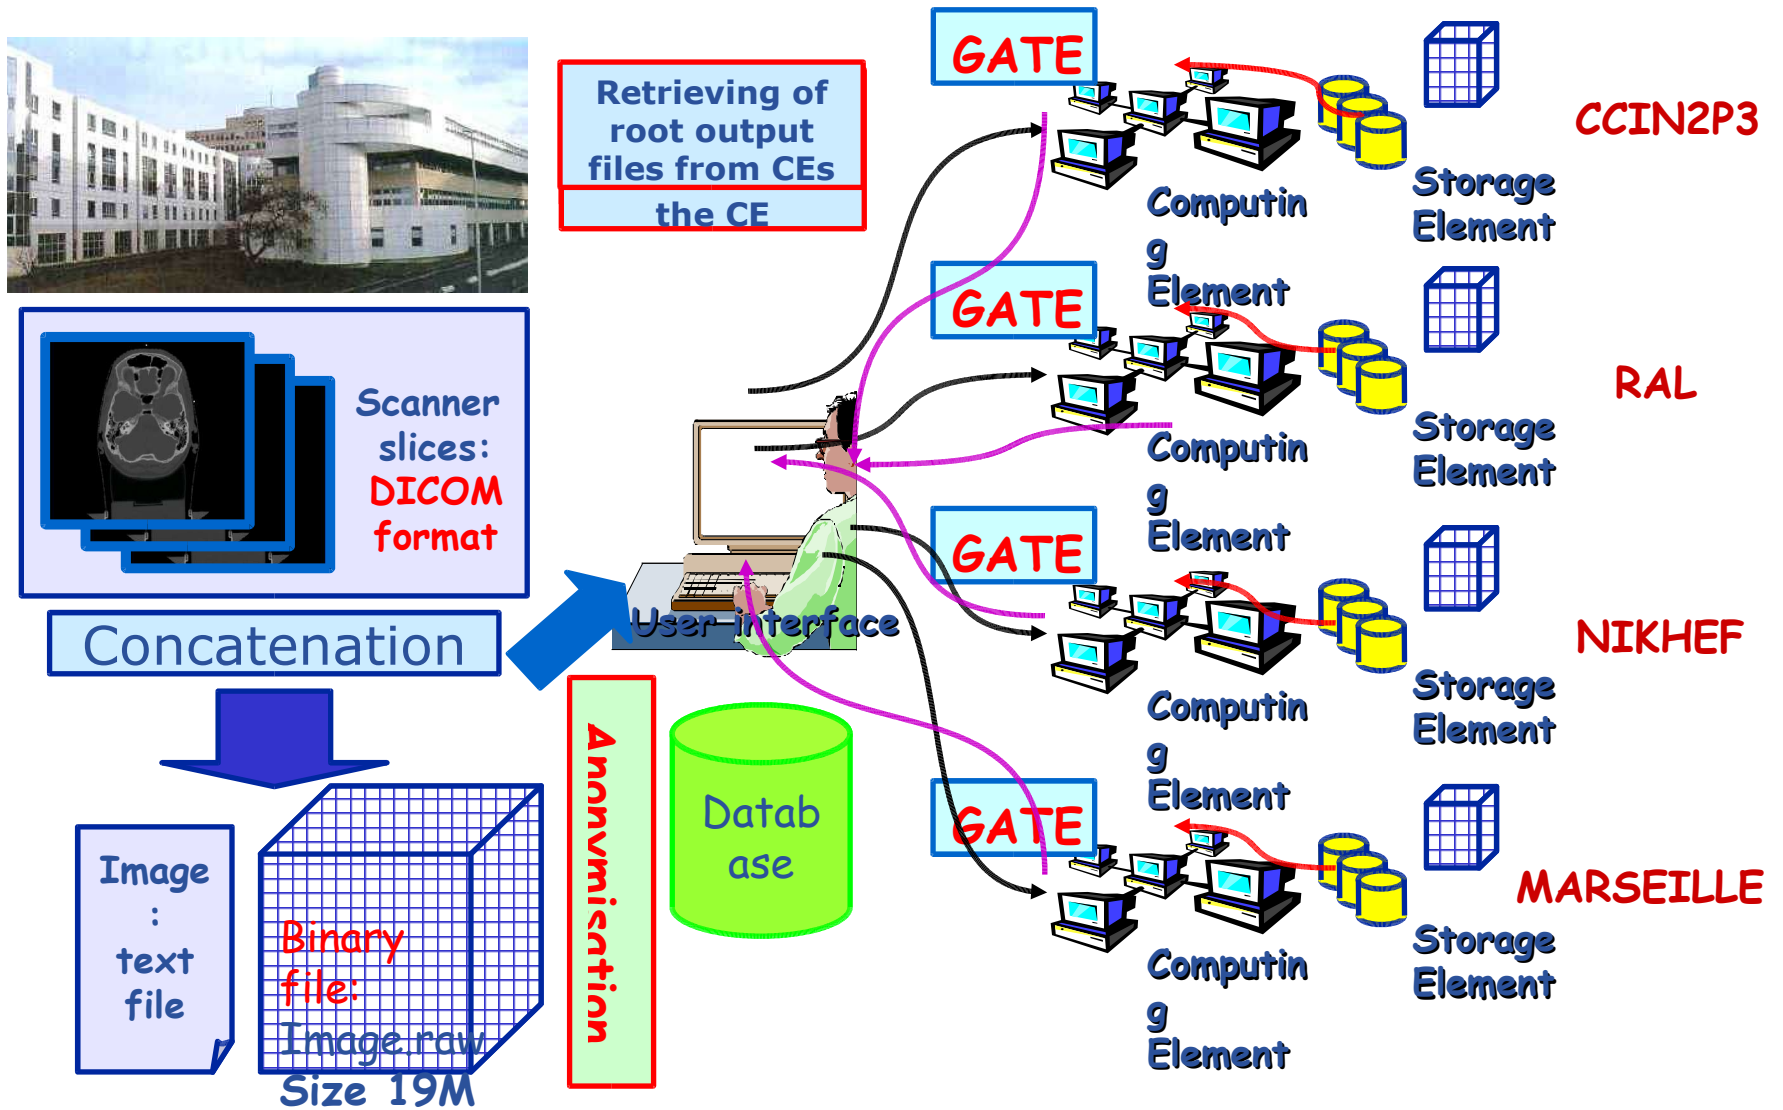 Retrieving of
root output
files from CEs
the CE
Scanner
slices:
DICOM
format
Concatenation
Image
:
text
file
Binary
file:
Image.raw
Size 19M
Anonymisation
Datab
ase
User interface
GATE
Computin
g
Element
Storage
Element
CCIN2P3
GATE
Computin
g
Element
Storage
Element
RAL
GATE
Computin
g
Element
Storage
Element
NIKHEF
GATE
Computin
g
Element
Storage
Element
MARSEILLE